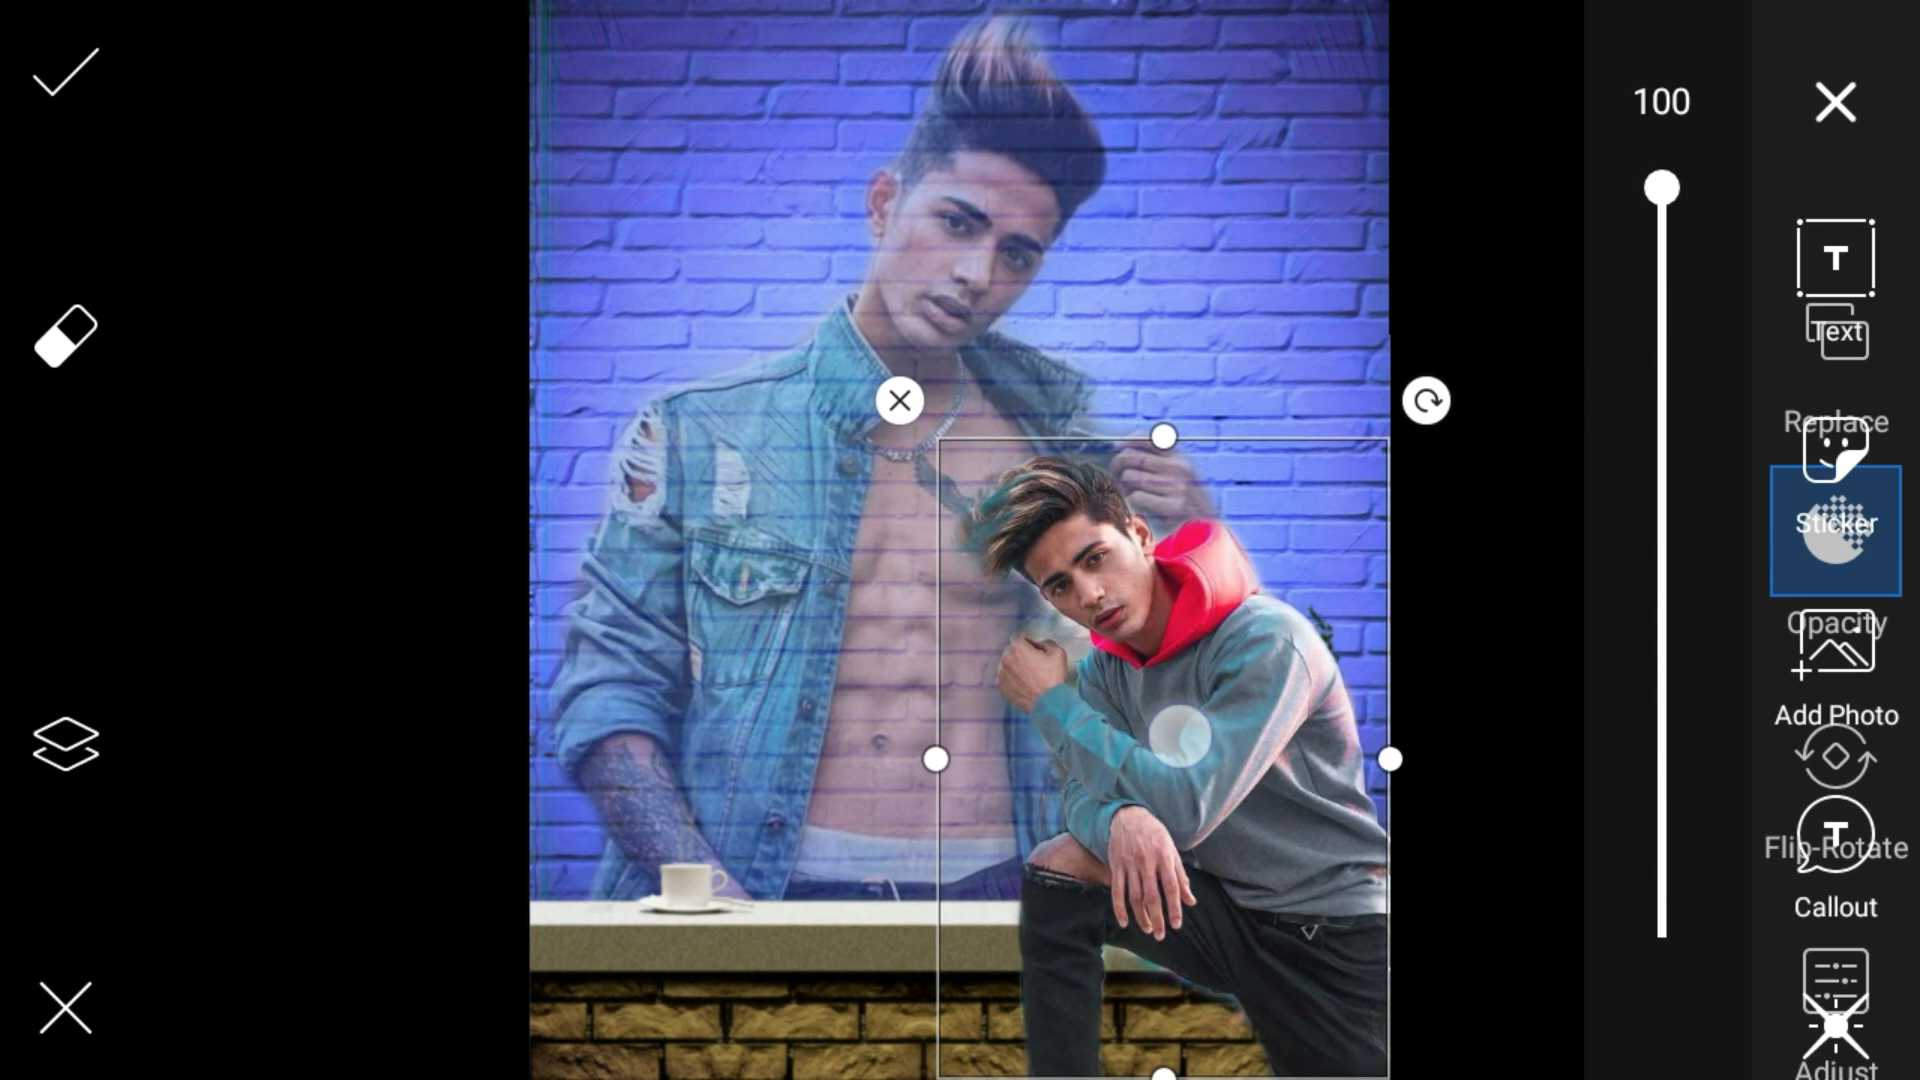 100
T
Text
Replace
Sticker
Opacity
Add Photo
T
Flip-Rotate
Callout
Adjust